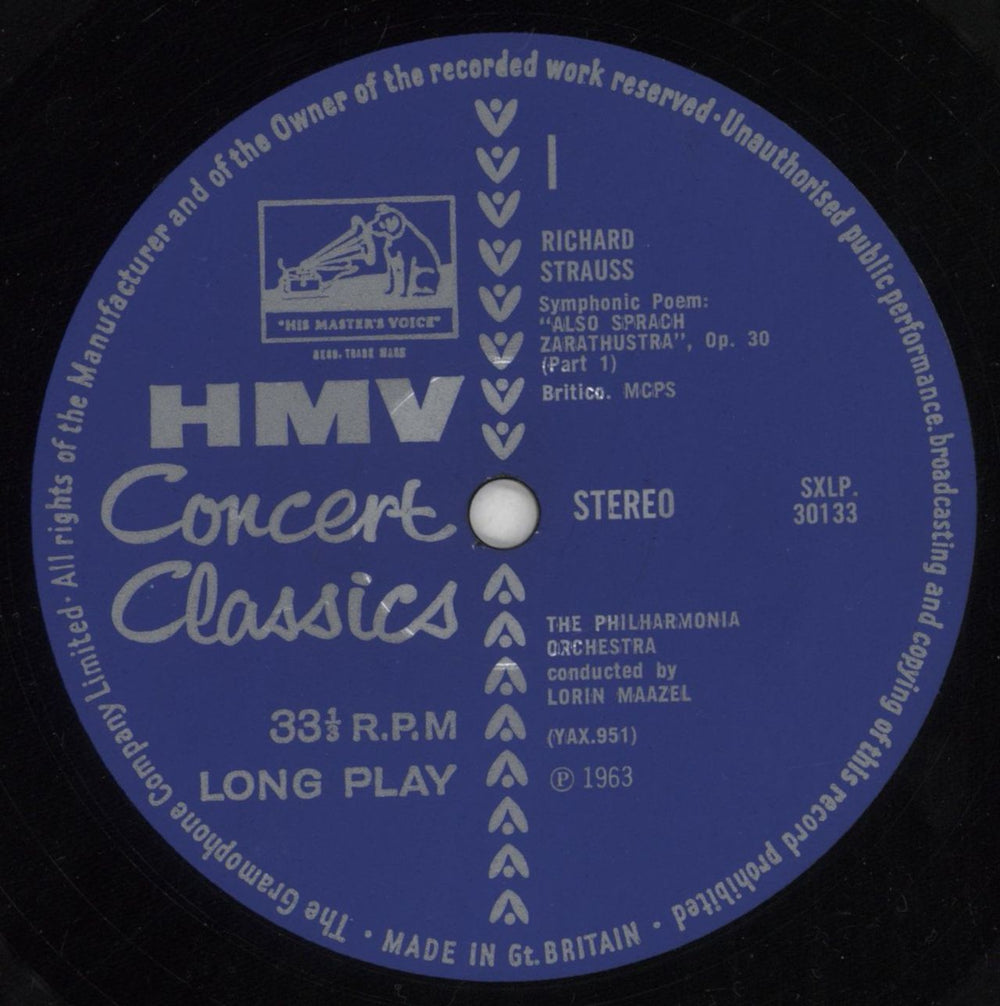 The Gramophone Company Limited · All rights of the Manufacturer and of the Owner of the recorded work reserved · Unauthorised public performance, broadcasting and copying of this record prohibited ·
MADE IN Gt. BRITAIN ·
"HIS MASTER'S VOICE"
REGD. TRADE MARK
HMV
Concert
Classics
33⅓ R.P.M
LONG PLAY
I
RICHARD
STRAUSS
Symphonic Poem:
"ALSO SPRACH
ZARATHUSTRA", Op. 30
(Part 1)
Britico. MCPS
STEREO
SXLP.
30133
THE PHILHARMONIA
ORCHESTRA
conducted by
LORIN MAAZEL
(YAX.951)
Ⓟ 1963